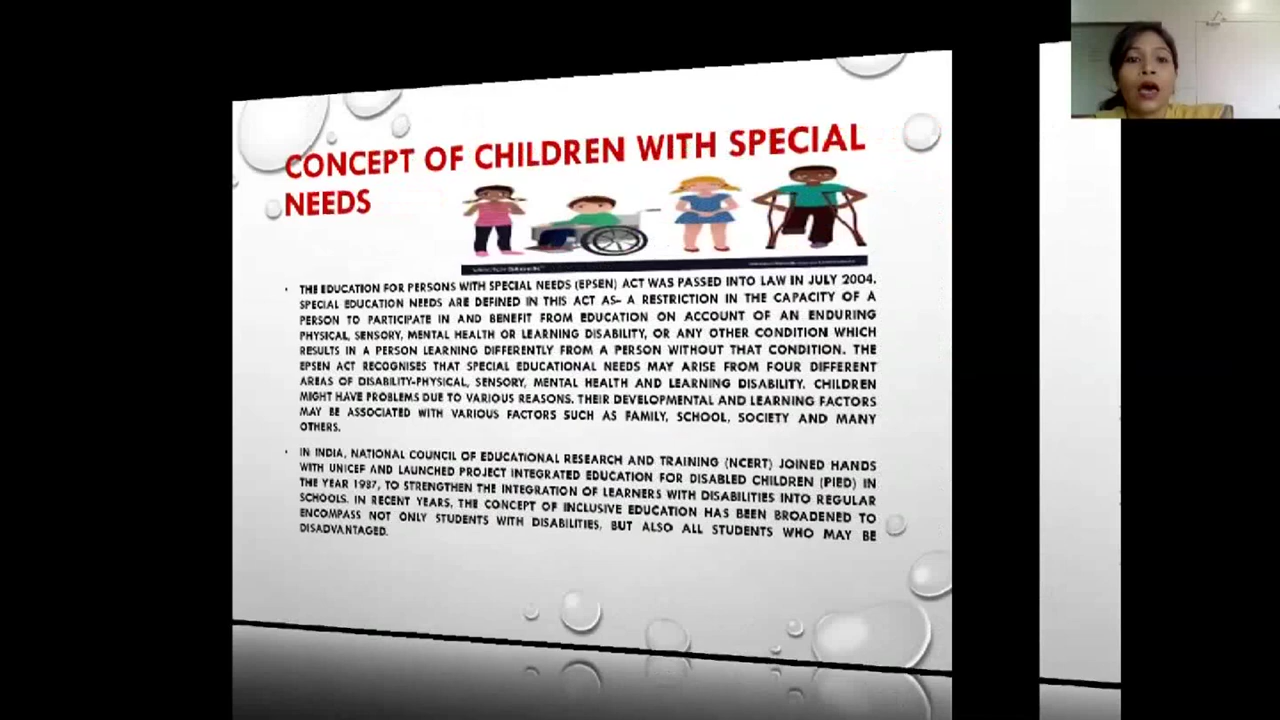 CONCEPT OF CHILDREN WITH SPECIAL
NEEDS
• THE EDUCATION FOR PERSONS WITH SPECIAL NEEDS (EPSEN) ACT WAS PASSED INTO LAW IN JULY 2004.
SPECIAL EDUCATION NEEDS ARE DEFINED IN THIS ACT AS- A RESTRICTION IN THE CAPACITY OF A
PERSON TO PARTICIPATE IN AND BENEFIT FROM EDUCATION ON ACCOUNT OF AN ENDURING
PHYSICAL, SENSORY, MENTAL HEALTH OR LEARNING DISABILITY, OR ANY OTHER CONDITION WHICH
RESULTS IN A PERSON LEARNING DIFFERENTLY FROM A PERSON WITHOUT THAT CONDITION. THE
EPSEN ACT RECOGNISES THAT SPECIAL EDUCATIONAL NEEDS MAY ARISE FROM FOUR DIFFERENT
AREAS OF DISABILITY-PHYSICAL, SENSORY, MENTAL HEALTH AND LEARNING DISABILITY. CHILDREN
MIGHT HAVE PROBLEMS DUE TO VARIOUS REASONS. THEIR DEVELOPMENTAL AND LEARNING FACTORS
MAY BE ASSOCIATED WITH VARIOUS FACTORS SUCH AS FAMILY, SCHOOL, SOCIETY AND MANY
OTHERS.
• IN INDIA, NATIONAL COUNCIL OF EDUCATIONAL RESEARCH AND TRAINING (NCERT) JOINED HANDS
WITH UNICEF AND LAUNCHED PROJECT INTEGRATED EDUCATION FOR DISABLED CHILDREN (PIED) IN
THE YEAR 1987, TO STRENGTHEN THE INTEGRATION OF LEARNERS WITH DISABILITIES INTO REGULAR
SCHOOLS. IN RECENT YEARS, THE CONCEPT OF INCLUSIVE EDUCATION HAS BEEN BROADENED TO
ENCOMPASS NOT ONLY STUDENTS WITH DISABILITIES, BUT ALSO ALL STUDENTS WHO MAY BE
DISADVANTAGED.